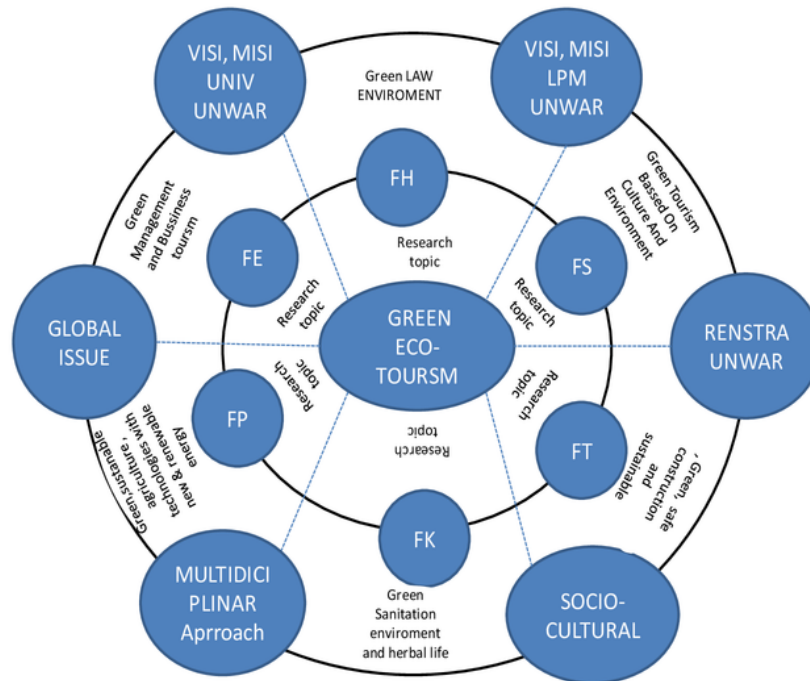 VISI, MISI
UNIV
UNWAR
VISI, MISI
LPM
UNWAR
Green LAW
ENVIROMENT
Green
Management
and Bussiness
toursm
Green Tourism
Bassed On
Culture And
Environment
FH
FE
FS
Research
topic
Research
topic
Research
topic
GLOBAL
ISSUE
GREEN
ECO-
TOURSM
RENSTRA
UNWAR
Research
topic
Research
topic
Research
topic
FP
FT
FK
Green,sustanable
agriculture ,
technologies with
new & renewable
energy
, Green, safe
construction
and
sustainable
MULTIDICI
PLINAR
Aprroach
Green
Sanitation
enviroment
and herbal life
SOCIO-
CULTURAL